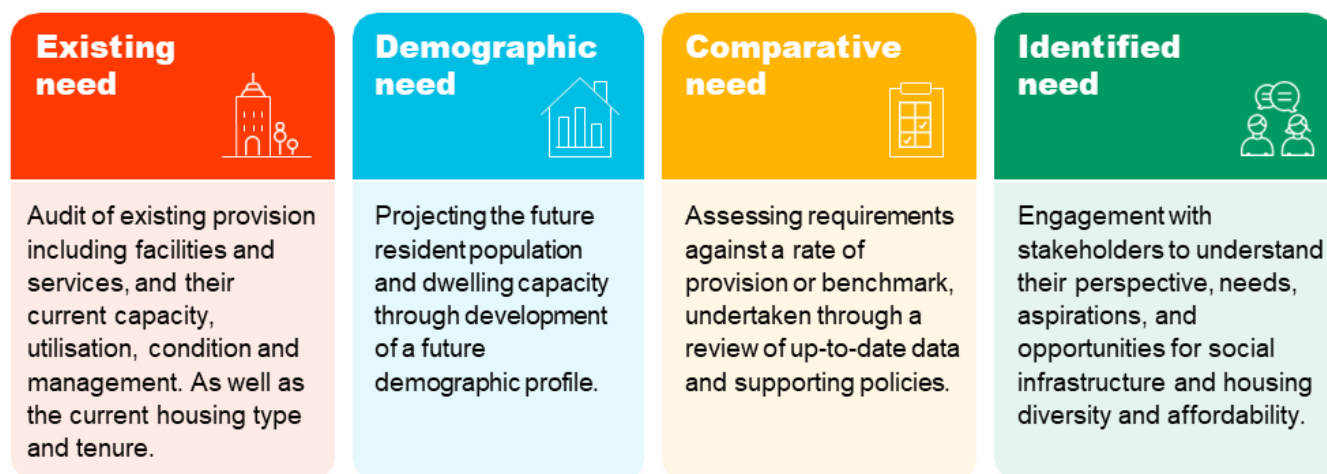 Existing
need
Audit of existing provision
including facilities and
services, and their
current capacity,
utilisation, condition and
management. As well as
the current housing type
and tenure.
Demographic
need
Projecting the future
resident population
and dwelling capacity
through development
of a future
demographic profile.
Comparative
need
Assessing requirements
against a rate of
provision or benchmark,
undertaken through a
review of up-to-date data
and supporting policies.
Identified
need
Engagement with
stakeholders to understand
their perspective, needs,
aspirations, and
opportunities for social
infrastructure and housing
diversity and affordability.